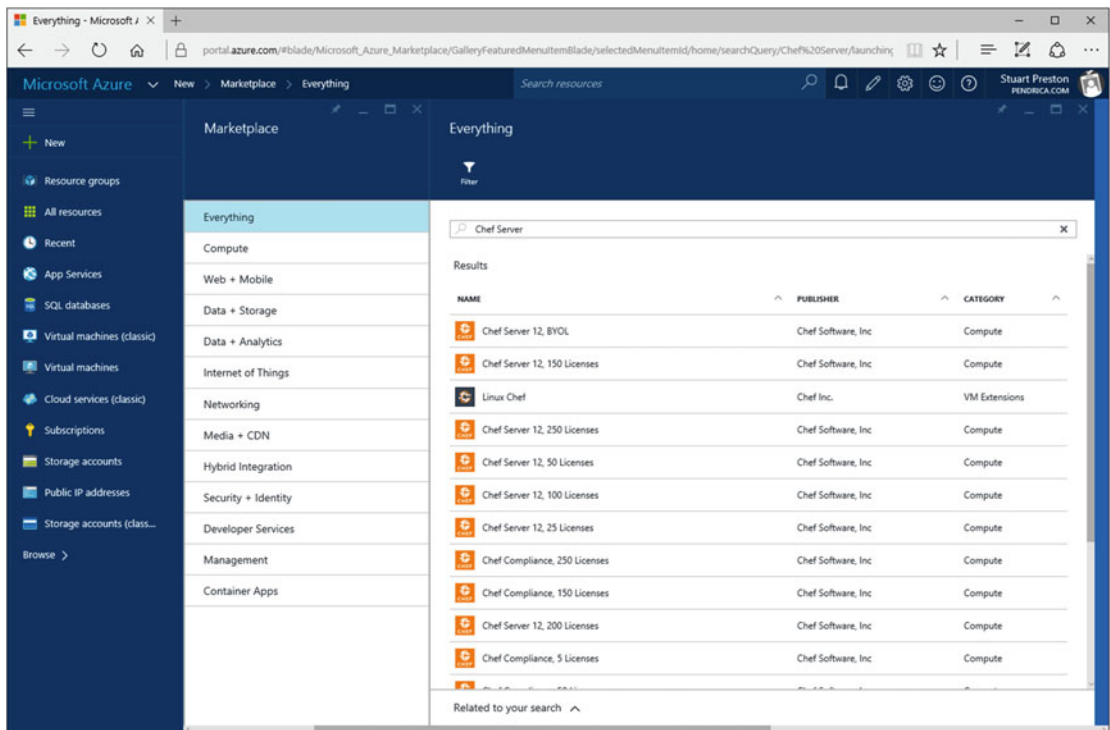 Everything - Microsoft A
portal.azure.com/#blade/Microsoft_Azure_Marketplace/GalleryFeaturedMenuItemBlade/selectedMenuItemId/home/searchQuery/Chef%20Server/launching
Microsoft Azure New > Marketplace > Everything Search resources Stuart Preston
PENDRICA.COM
New
Resource groups
All resources
Recent
App Services
SQL databases
Virtual machines (classic)
Virtual machines
Cloud services (classic)
Subscriptions
Storage accounts
Public IP addresses
Storage accounts (class...
Browse >
Marketplace
Everything
Compute
Web + Mobile
Data + Storage
Data + Analytics
Internet of Things
Networking
Media + CDN
Hybrid Integration
Security + Identity
Developer Services
Management
Container Apps
Everything
Filter
Chef Server
Results
NAME PUBLISHER CATEGORY
Chef Server 12, BYOL Chef Software, Inc Compute
Chef Server 12, 150 Licenses Chef Software, Inc Compute
Linux Chef Chef Inc. VM Extensions
Chef Server 12, 250 Licenses Chef Software, Inc Compute
Chef Server 12, 50 Licenses Chef Software, Inc Compute
Chef Server 12, 100 Licenses Chef Software, Inc Compute
Chef Server 12, 25 Licenses Chef Software, Inc Compute
Chef Compliance, 250 Licenses Chef Software, Inc Compute
Chef Compliance, 150 Licenses Chef Software, Inc Compute
Chef Server 12, 200 Licenses Chef Software, Inc Compute
Chef Compliance, 5 Licenses Chef Software, Inc Compute
Related to your search